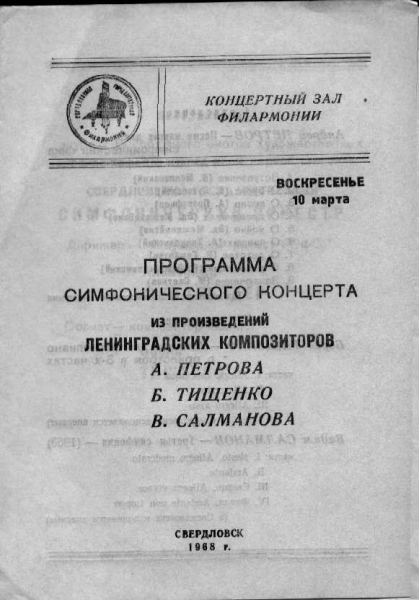 КОНЦЕРТНЫЙ ЗАЛ
ФИЛАРМОНИИ
ВОСКРЕСЕНЬЕ
10 марта
ПРОГРАММА
СИМФОНИЧЕСКОГО КОНЦЕРТА
ИЗ ПРОИЗВЕДЕНИЙ
ЛЕНИНГРАДСКИХ КОМПОЗИТОРОВ
А. ПЕТРОВА
Б. ТИЩЕНКО
В. САЛМАНОВА
СВЕРДЛОВСК
1968 г.